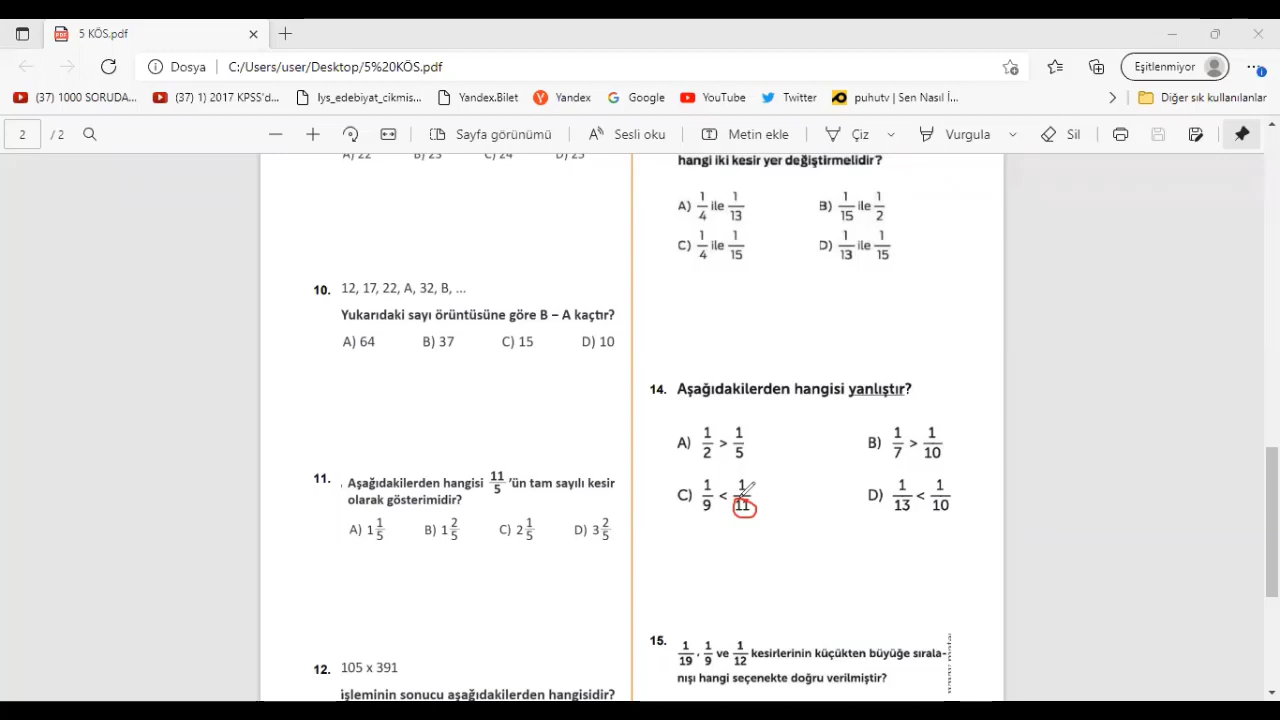 5 KÖS.pdf
Dosya
C:/Users/user/Desktop/5%20KÖS.pdf
Eşitlenmiyor
(37) 1000 SORUDA...
(37) 1) 2017 KPSS'd...
lys_edebiyat_cikmis...
Yandex.Bilet
Yandex
Google
YouTube
Twitter
puhutv | Sen Nasıl İ...
Diğer sık kullanılanlar
2 / 2
Sayfa görünümü
Sesli oku
Metin ekle
Çiz
Vurgula
Sil
A) 22 B) 23 C) 24 D) 25
10. 12, 17, 22, A, 32, B, ...
Yukarıdaki sayı örüntüsüne göre B – A kaçtır?
A) 64 B) 37 C) 15 D) 10
11. . Aşağıdakilerden hangisi 11/5 'ün tam sayılı kesir
olarak gösterimidir?
A) 1 1/5 B) 1 2/5 C) 2 1/5 D) 3 2/5
12. 105 x 391
işleminin sonucu aşağıdakilerden hangisidir?
hangi iki kesir yer değiştirmelidir?
A) 1/4 ile 1/13 B) 1/15 ile 1/2
C) 1/4 ile 1/15 D) 1/13 ile 1/15
14. Aşağıdakilerden hangisi yanlıştır?
A) 1/2 > 1/5 B) 1/7 > 1/10
C) 1/9 < 1/11 D) 1/13 < 1/10
15. 1/19 , 1/9 ve 1/12 kesirlerinin küçükten büyüğe sırala-
nışı hangi seçenekte doğru verilmiştir?